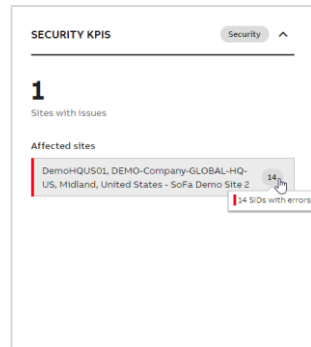 SECURITY KPIS
Security
1
Sites with Issues
Affected sites
DemoHQUS01, DEMO-Company-GLOBAL-HQ-
US, Midland, United States - SoFa Demo Site 2
14
14 SIDs with errors